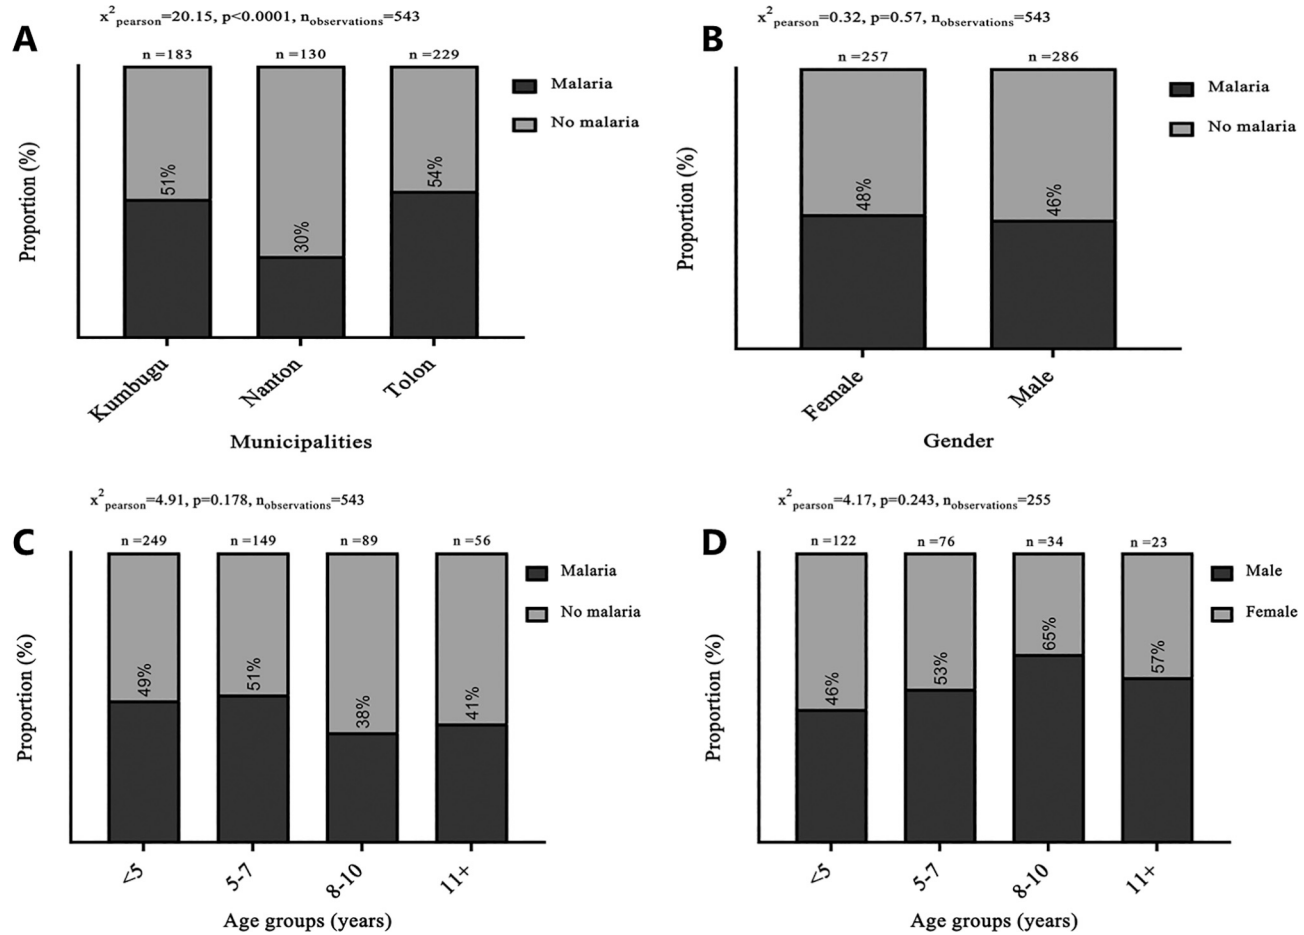 A
x²pearson=20.15, p<0.0001, nobservations=543
n =183
n =130
n =229
Malaria
No malaria
51%
30%
54%
Proportion (%)
Kumbugu
Nanton
Tolon
Municipalities
B
x²pearson=0.32, p=0.57, nobservations=543
n =257
n =286
Malaria
No malaria
48%
46%
Proportion (%)
Female
Male
Gender
C
x²pearson=4.91, p=0.178, nobservations=543
n =249
n =149
n =89
n =56
Malaria
No malaria
49%
51%
38%
41%
Proportion (%)
<5
5-7
8-10
11+
Age groups (years)
D
x²pearson=4.17, p=0.243, nobservations=255
n =122
n =76
n =34
n =23
Male
Female
46%
53%
65%
57%
Proportion (%)
<5
5-7
8-10
11+
Age groups (years)